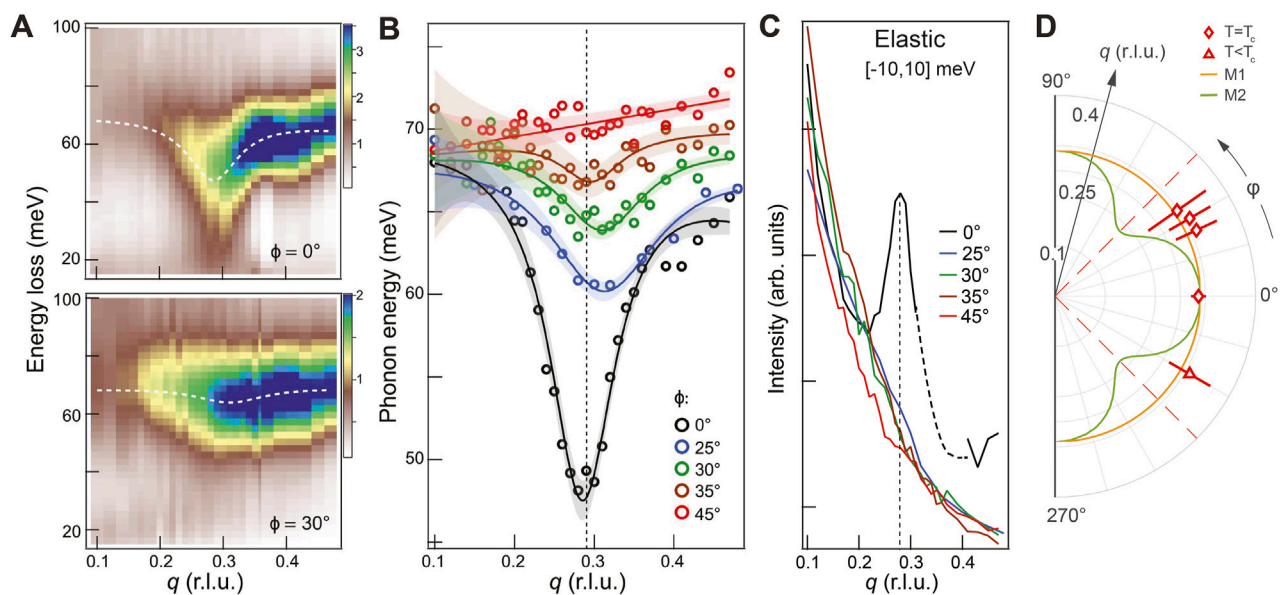 A
100
60
20
ϕ = 0°
3
2
1
100
60
20
ϕ = 30°
2
1
Energy loss (meV)
0.1
0.2
0.3
0.4
q (r.l.u.)
B
70
60
50
Phonon energy (meV)
ϕ:
0°
25°
30°
35°
45°
0.1
0.2
0.3
0.4
q (r.l.u.)
C
Elastic
[-10,10] meV
Intensity (arb. units)
0°
25°
30°
35°
45°
0.1
0.2
0.3
0.4
q (r.l.u.)
D
T=Tc
T<Tc
M1
M2
q (r.l.u.)
90°
0.4
0.25
0.1
φ
0°
270°